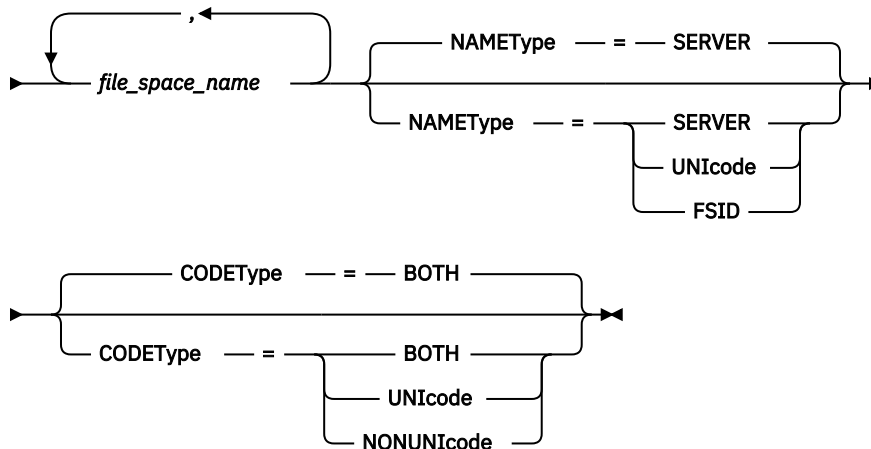 ,
NAMEType = SERVER
file_space_name
NAMEType = SERVER
UNIcode
FSID
CODEType = BOTH
CODEType = BOTH
UNIcode
NONUNIcode